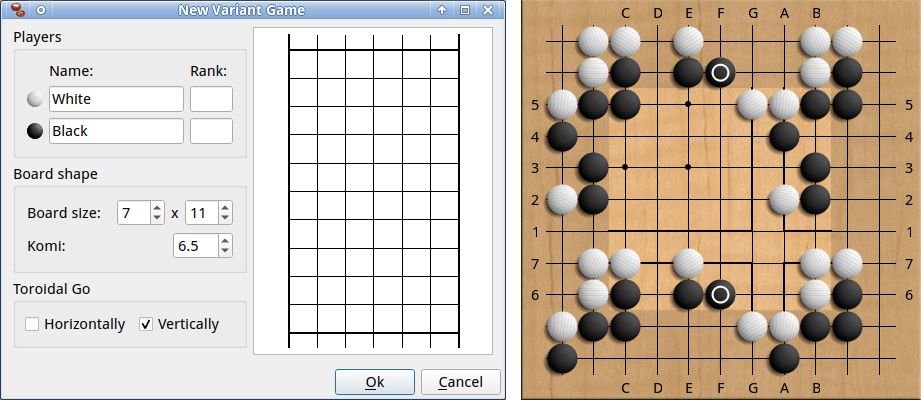 New Variant Game
Players
Name: Rank:
White
Black
Board shape
Board size: 7 x 11
Komi: 6.5
Toroidal Go
Horizontally Vertically
Ok Cancel
C D E F G A B
5 5
4 4
3 3
2 2
1 1
7 7
6 6
C D E F G A B